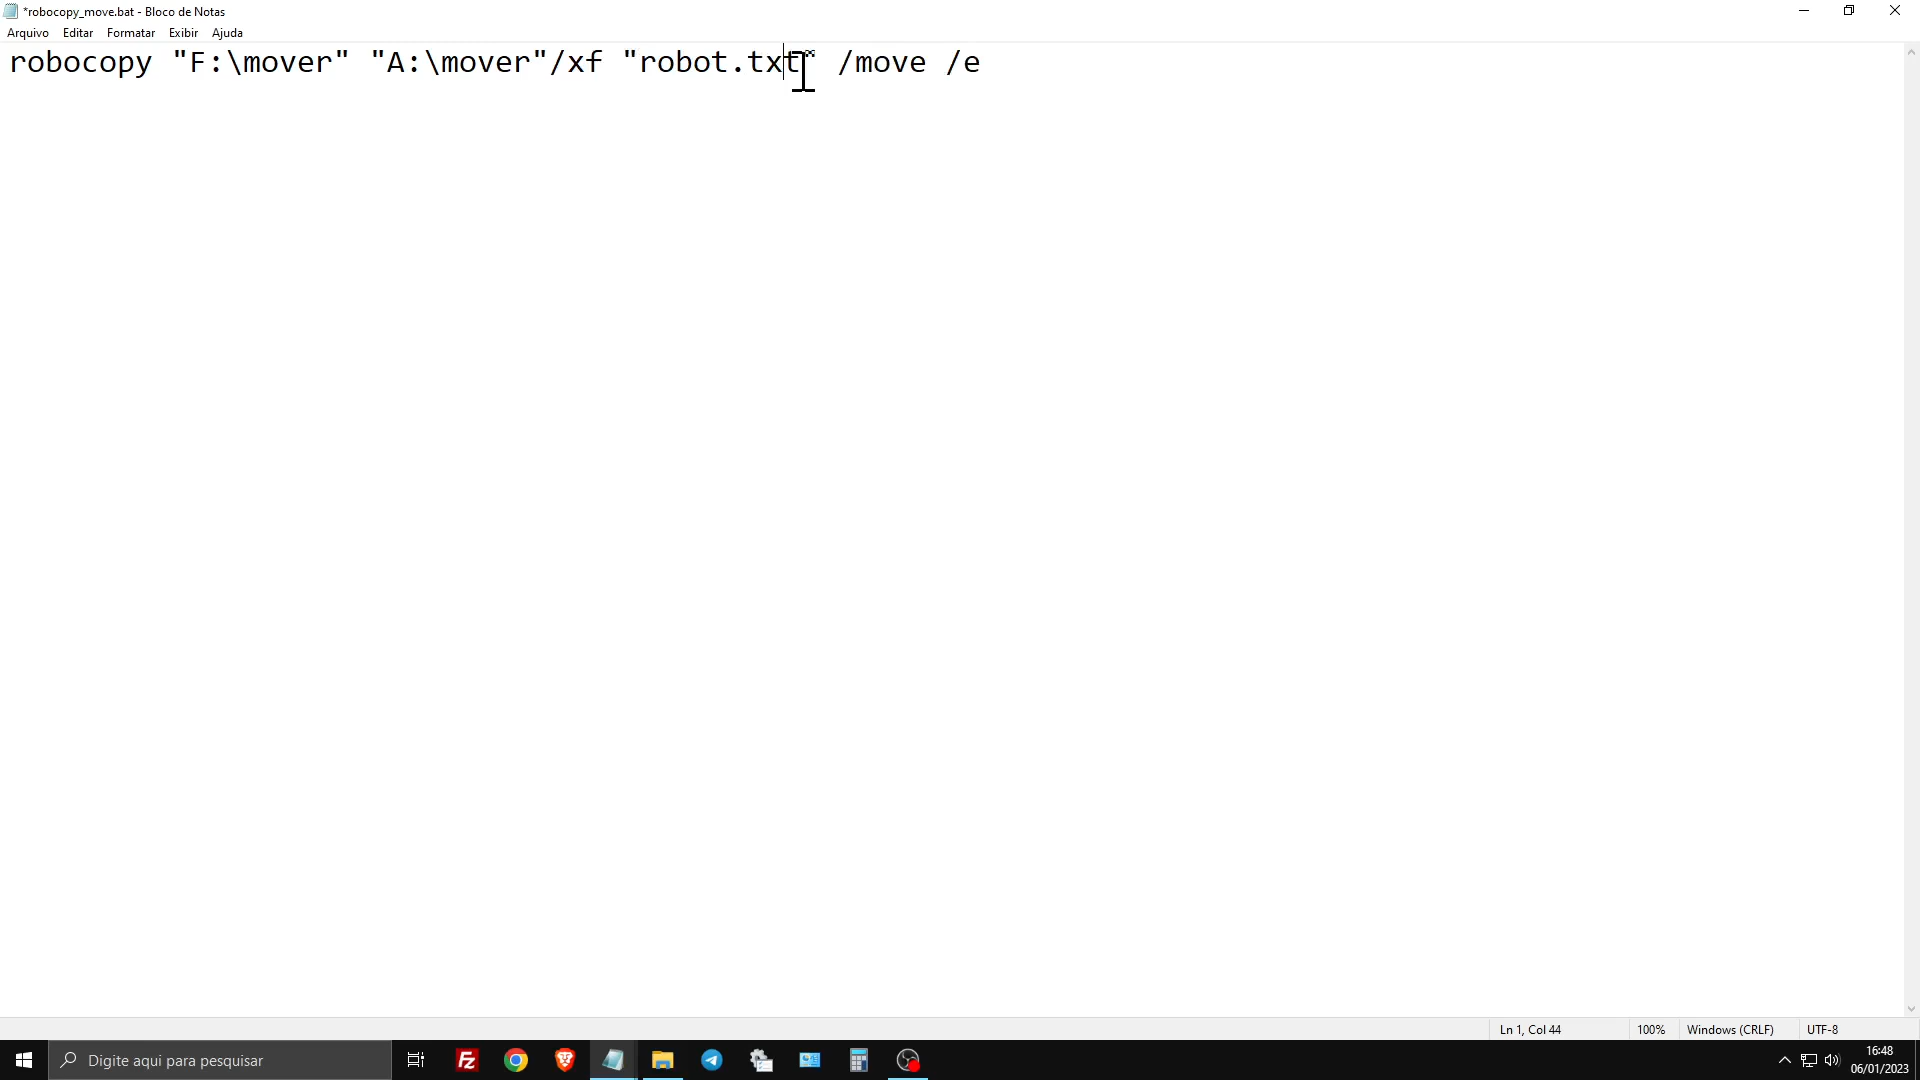 *robocopy_move.bat - Bloco de Notas
Arquivo Editar Formatar Exibir Ajuda
robocopy "F:\mover" "A:\mover"/xf "robot.txt" /move /e
Ln 1, Col 44 100% Windows (CRLF) UTF-8
Digite aqui para pesquisar
16:48
06/01/2023